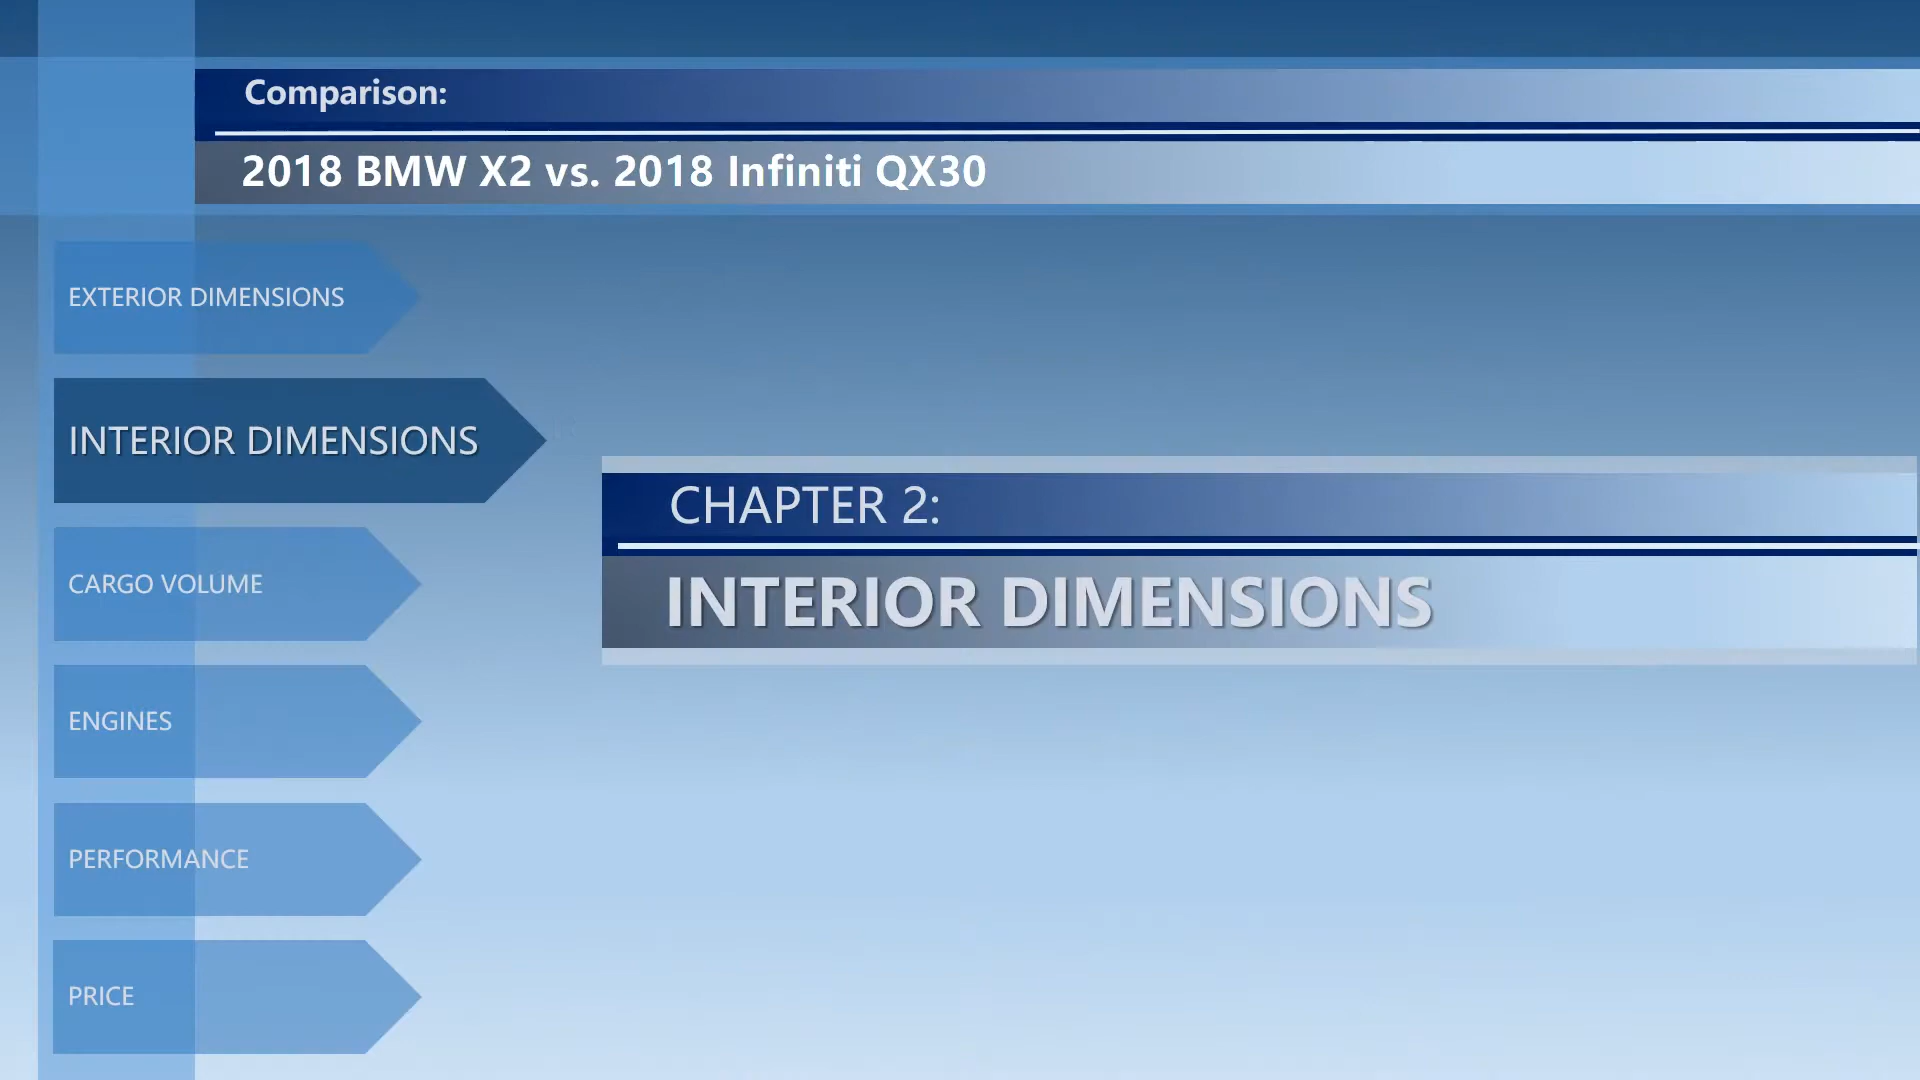 Comparison:
2018 BMW X2 vs. 2018 Infiniti QX30
EXTERIOR DIMENSIONS
INTERIOR DIMENSIONS
CARGO VOLUME
ENGINES
PERFORMANCE
PRICE
CHAPTER 2:
INTERIOR DIMENSIONS